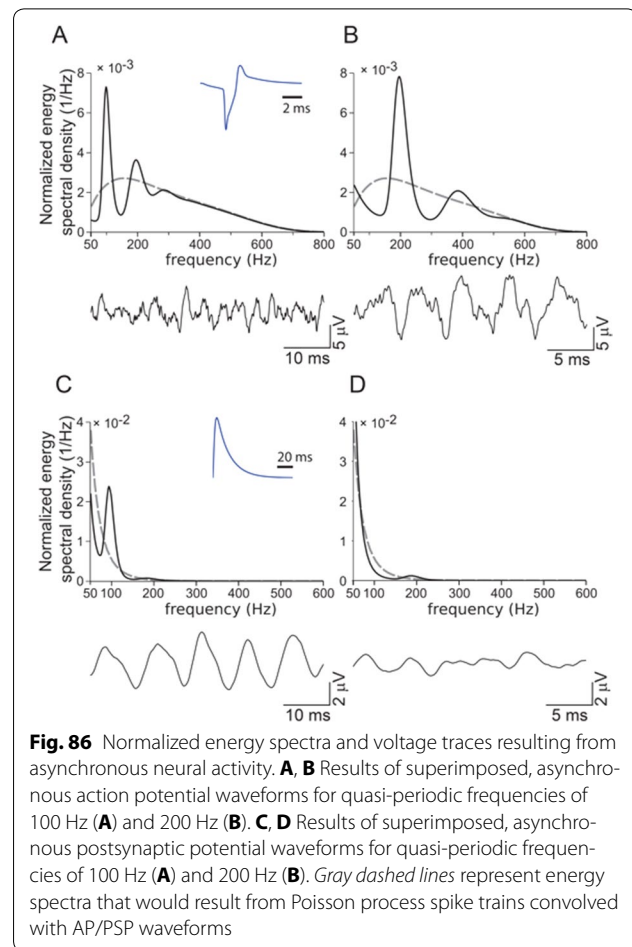 A
B
× 10-3
8
6
4
2
0
Normalized energy
spectral density (1/Hz)
2 ms
50
200
400
600
800
frequency (Hz)
× 10-3
8
6
4
2
0
50
200
400
600
800
frequency (Hz)
10 ms
5 μV
5 ms
5 μV
C
D
× 10-2
4
3
2
1
0
Normalized energy
spectral density (1/Hz)
20 ms
50 100
200
300
400
500
600
frequency (Hz)
× 10-2
4
3
2
1
0
50 100
200
300
400
500
600
frequency (Hz)
10 ms
2 μV
5 ms
2 μV
Fig. 86 Normalized energy spectra and voltage traces resulting from
asynchronous neural activity. A, B Results of superimposed, asynchro-
nous action potential waveforms for quasi-periodic frequencies of
100 Hz (A) and 200 Hz (B). C, D Results of superimposed, asynchro-
nous postsynaptic potential waveforms for quasi-periodic frequen-
cies of 100 Hz (A) and 200 Hz (B). Gray dashed lines represent energy
spectra that would result from Poisson process spike trains convolved
with AP/PSP waveforms